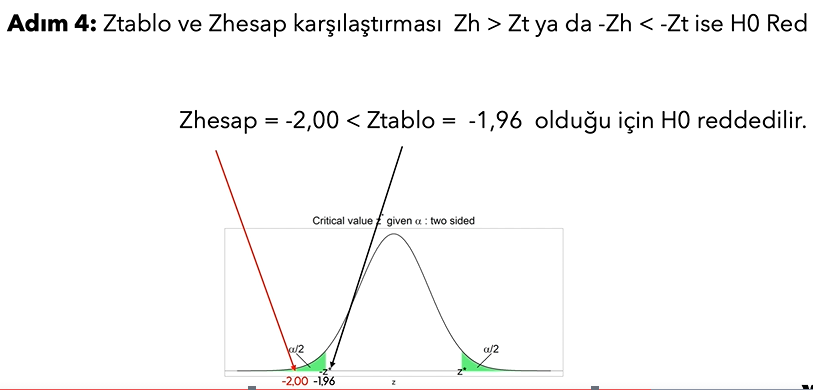 Adım 4: Ztablo ve Zhesap karşılaştırması Zh > Zt ya da -Zh < -Zt ise H0 Red
Zhesap = -2,00 < Ztablo = -1,96 olduğu için H0 reddedilir.
Critical value z* given α : two sided
α/2
α/2
-z*
z*
-2,00 -1,96
z